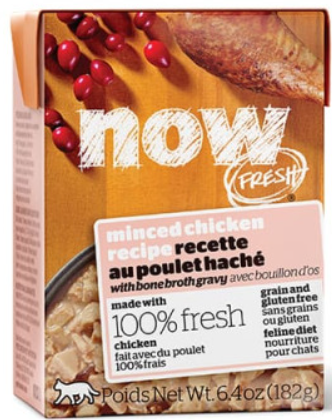 now
FRESH
®
minced chicken
recipe recette
au poulet haché
with bone broth gravy avec bouillon d'os
made with
100% fresh
chicken
fait avec du poulet
100% frais
grain and
gluten free
sans grains
ou gluten
feline diet
nourriture
pour chats
Poids Net Wt. 6.4oz (182g)